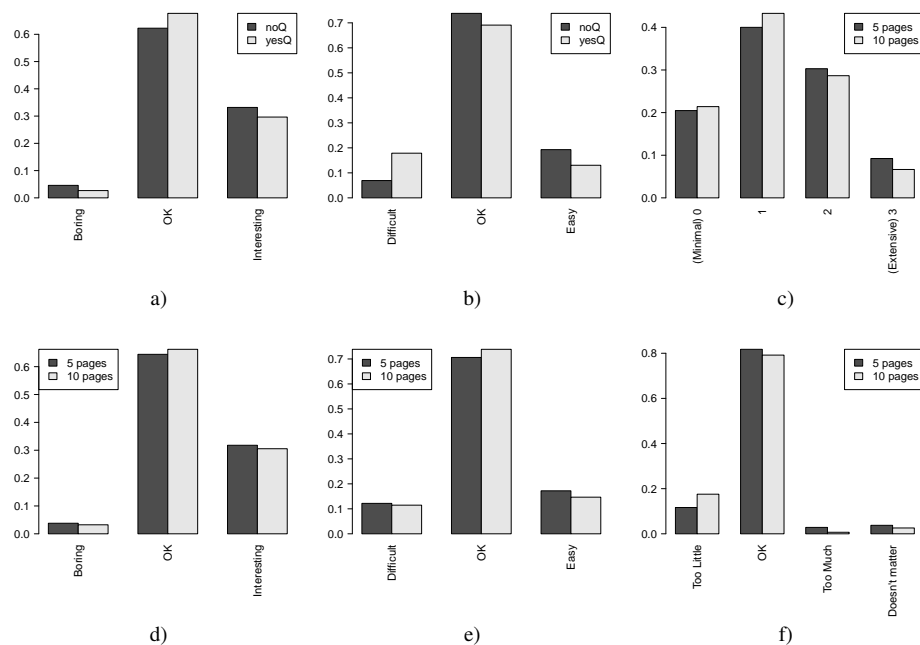 0.6
0.5
0.4
0.3
0.2
0.1
0.0
noQ
yesQ
Boring
OK
Interesting
a)
0.7
0.6
0.5
0.4
0.3
0.2
0.1
0.0
noQ
yesQ
Difficult
OK
Easy
b)
0.4
0.3
0.2
0.1
0.0
5 pages
10 pages
(Minimal) 0
1
2
(Extensive) 3
c)
0.6
0.5
0.4
0.3
0.2
0.1
0.0
5 pages
10 pages
Boring
OK
Interesting
d)
0.7
0.6
0.5
0.4
0.3
0.2
0.1
0.0
5 pages
10 pages
Difficult
OK
Easy
e)
0.8
0.6
0.4
0.2
0.0
5 pages
10 pages
Too Little
OK
Too Much
Doesn't matter
f)